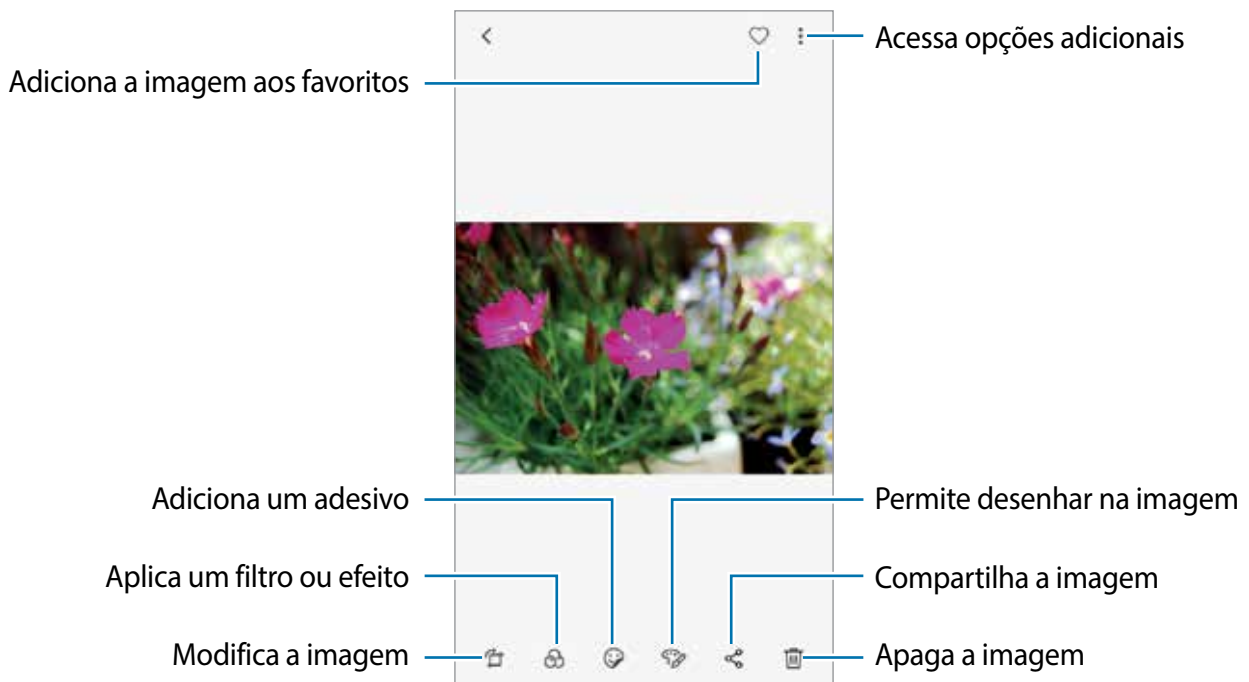 Acessa opções adicionais
Adiciona a imagem aos favoritos
Adiciona um adesivo
Permite desenhar na imagem
Aplica um filtro ou efeito
Compartilha a imagem
Modifica a imagem
Apaga a imagem